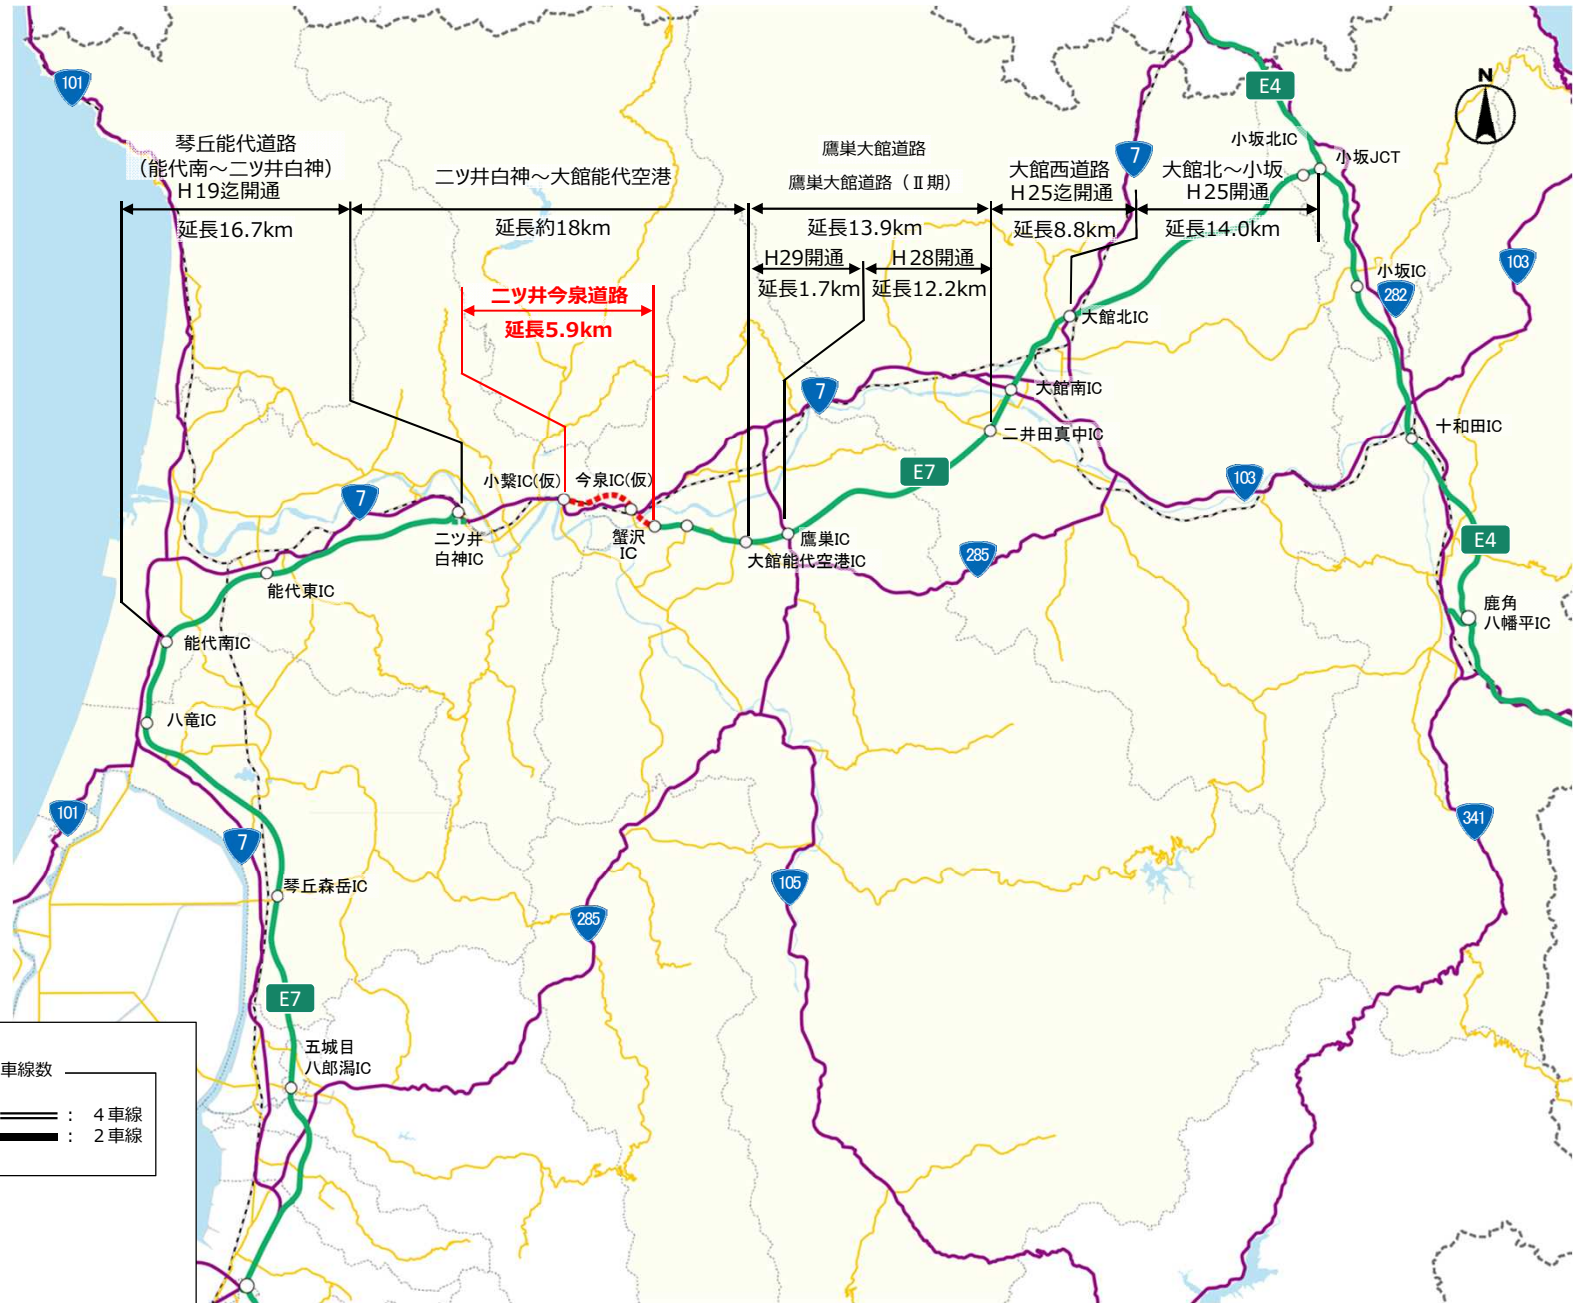 101
E4
N
小坂北IC
小坂JCT
琴丘能代道路
(能代南～二ツ井白神)
H19迄開通
延長16.7km
二ツ井白神～大館能代空港
延長約18km
鷹巣大館道路
鷹巣大館道路（Ⅱ期）
延長13.9km
H29開通
延長1.7km
H28開通
延長12.2km
大館西道路
H25迄開通
延長8.8km
7
大館北～小坂
H25開通
延長14.0km
二ツ井今泉道路
延長5.9km
小坂IC
282
103
大館北IC
7
大館南IC
二井田真中IC
十和田IC
E7
103
小繋IC(仮)
今泉IC(仮)
7
二ツ井
白神IC
蟹沢
IC
鷹巣IC
大館能代空港IC
285
E4
能代東IC
能代南IC
鹿角
八幡平IC
八竜IC
101
7
341
琴丘森岳IC
105
285
E7
五城目
八郎潟IC
車線数
： 4車線
： 2車線